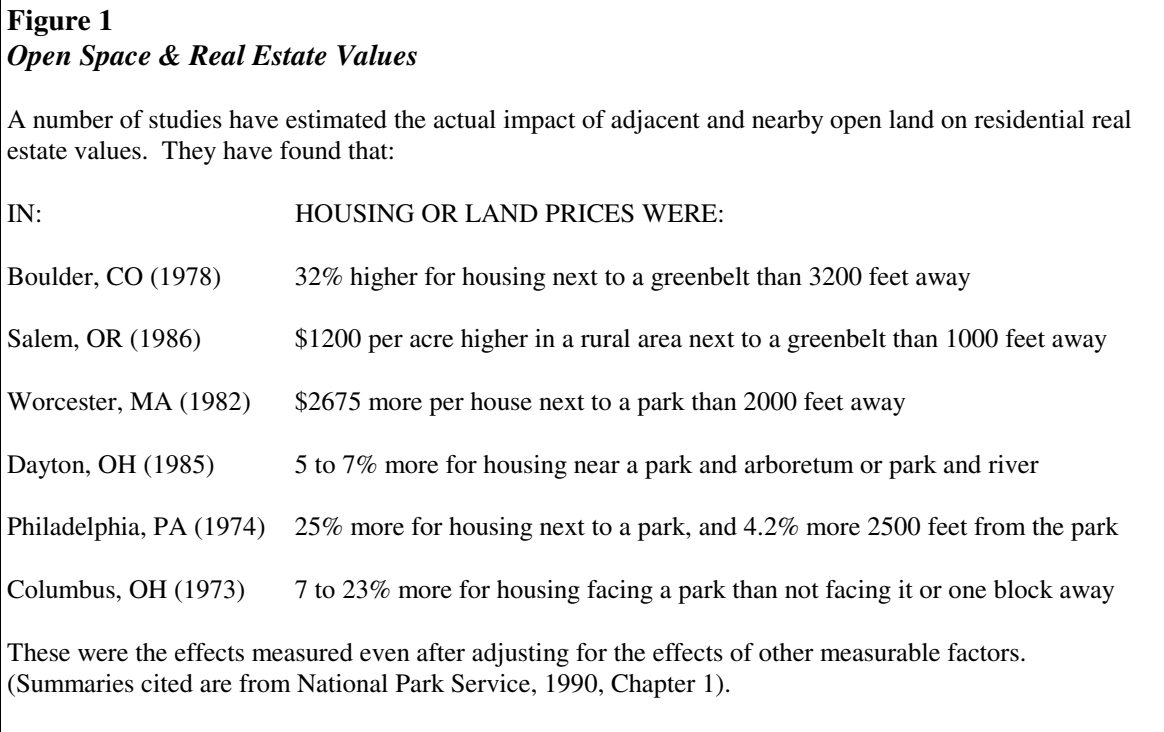 Figure 1
Open Space & Real Estate Values
A number of studies have estimated the actual impact of adjacent and nearby open land on residential real
estate values. They have found that:
IN: HOUSING OR LAND PRICES WERE:
Boulder, CO (1978) 32% higher for housing next to a greenbelt than 3200 feet away
Salem, OR (1986) $1200 per acre higher in a rural area next to a greenbelt than 1000 feet away
Worcester, MA (1982) $2675 more per house next to a park than 2000 feet away
Dayton, OH (1985) 5 to 7% more for housing near a park and arboretum or park and river
Philadelphia, PA (1974) 25% more for housing next to a park, and 4.2% more 2500 feet from the park
Columbus, OH (1973) 7 to 23% more for housing facing a park than not facing it or one block away
These were the effects measured even after adjusting for the effects of other measurable factors.
(Summaries cited are from National Park Service, 1990, Chapter 1).